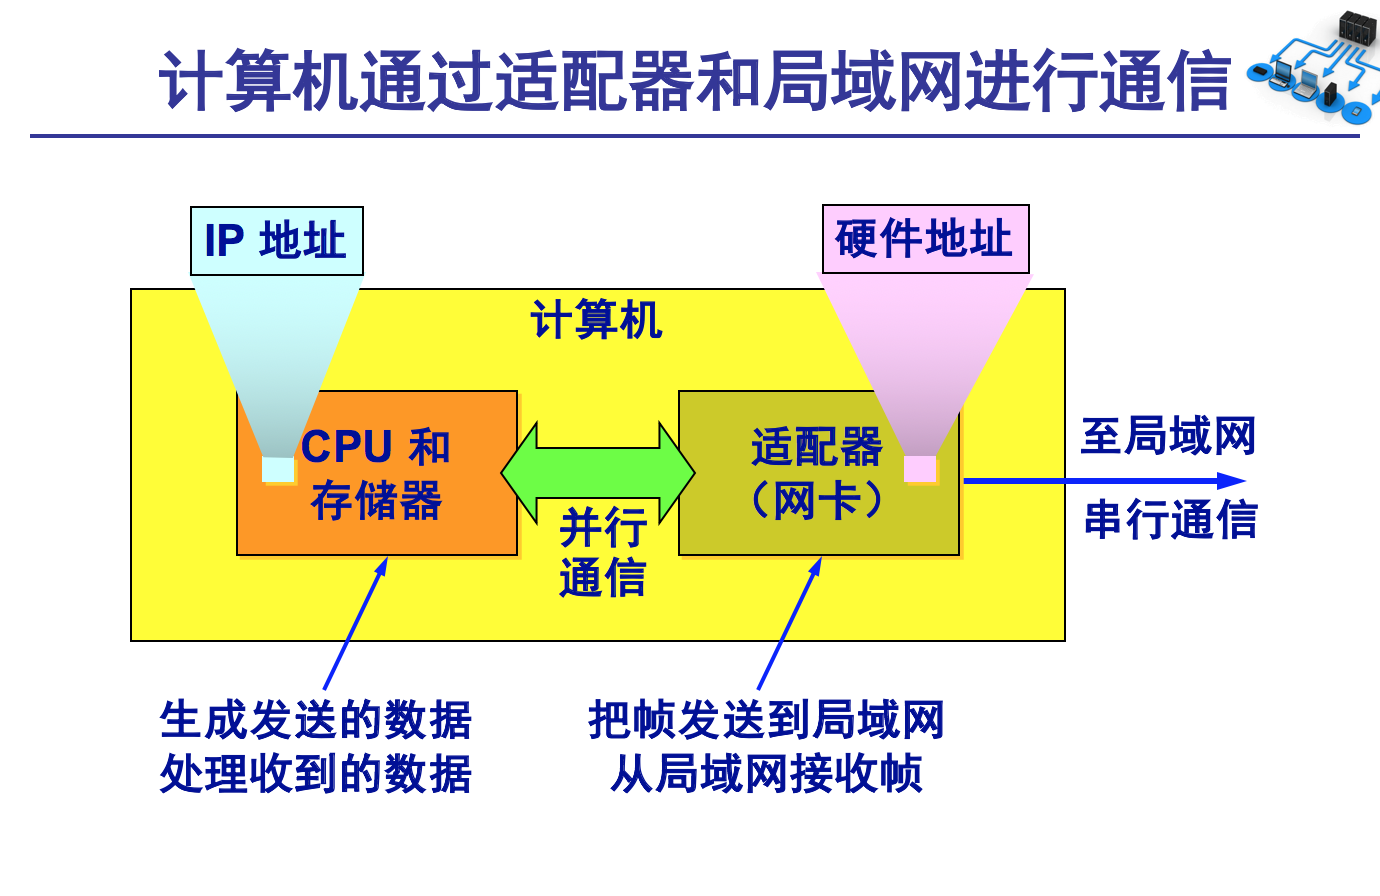 计算机通过适配器和局域网进行通信
IP 地址
硬件地址
计算机
CPU 和
存储器
适配器
（网卡）
并行
通信
至局域网
串行通信
生成发送的数据
处理收到的数据
把帧发送到局域网
从局域网接收帧